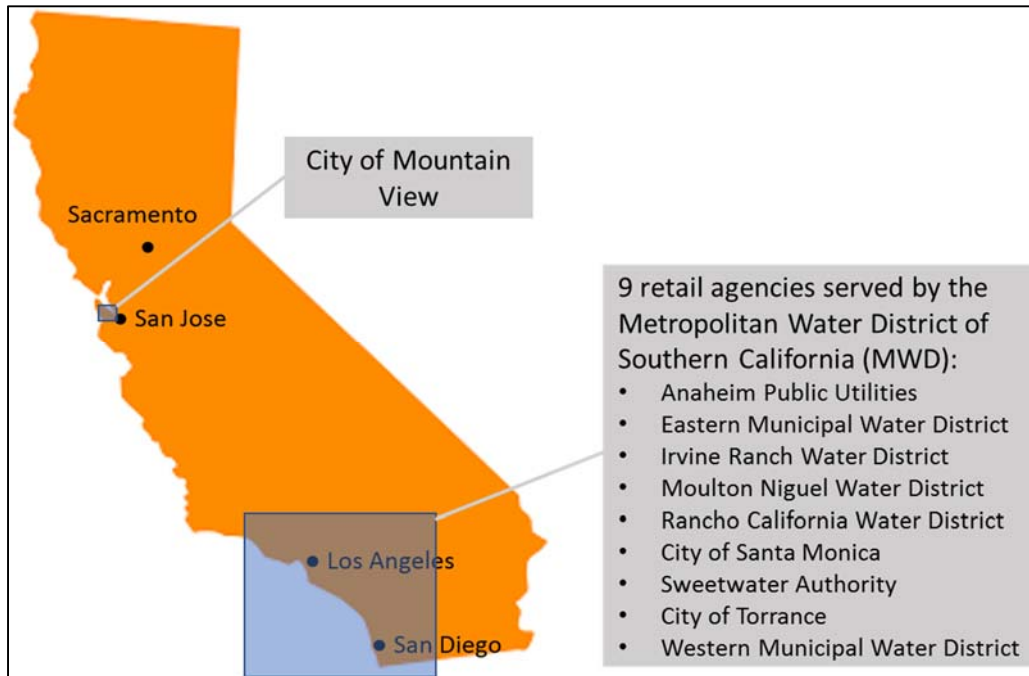 City of Mountain
View
Sacramento
San Jose
9 retail agencies served by the
Metropolitan Water District of
Southern California (MWD):
• Anaheim Public Utilities
• Eastern Municipal Water District
• Irvine Ranch Water District
• Moulton Niguel Water District
• Rancho California Water District
• City of Santa Monica
• Sweetwater Authority
• City of Torrance
• Western Municipal Water District
Los Angeles
San Diego